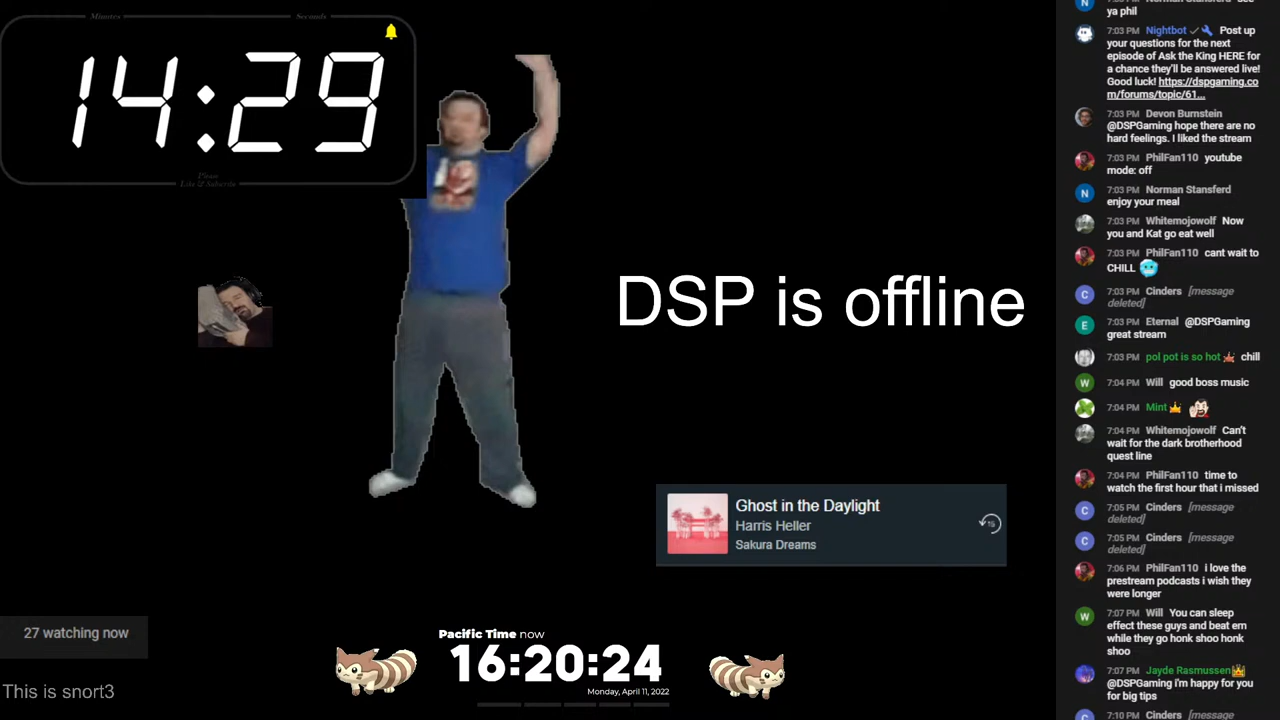 Minutes
Seconds
14:29
Please
Like & Subscribe
DSP is offline
Ghost in the Daylight
Harris Heller
Sakura Dreams
15
27 watching now
This is snort3
Pacific Time now
16:20:24
Monday, April 11, 2022
ya phil
7:03 PM Nightbot Post up
your questions for the next
episode of Ask the King HERE for
a chance they'll be answered live!
Good luck! https://dspgaming.co
m/forums/topic/61...
7:03 PM Devon Burnstein
@DSPGaming hope there are no
hard feelings. I liked the stream
7:03 PM PhilFan110 youtube
mode: off
7:03 PM Norman Stansferd
enjoy your meal
7:03 PM Whitemojowolf Now
you and Kat go eat well
7:03 PM PhilFan110 cant wait to
CHILL
7:03 PM Cinders [message
deleted]
7:03 PM Eternal @DSPGaming
great stream
7:03 PM pol pot is so hot chill
7:04 PM Will good boss music
7:04 PM Mint
7:04 PM Whitemojowolf Can't
wait for the dark brotherhood
quest line
7:04 PM PhilFan110 time to
watch the first hour that i missed
7:05 PM Cinders [message
deleted]
7:05 PM Cinders [message
deleted]
7:06 PM PhilFan110 i love the
prestream podcasts i wish they
were longer
7:07 PM Will You can sleep
effect these guys and beat em
while they go honk shoo honk
shoo
7:07 PM Jayde Rasmussen
@DSPGaming i'm happy for you
for big tips
7:10 PM Cinders [message